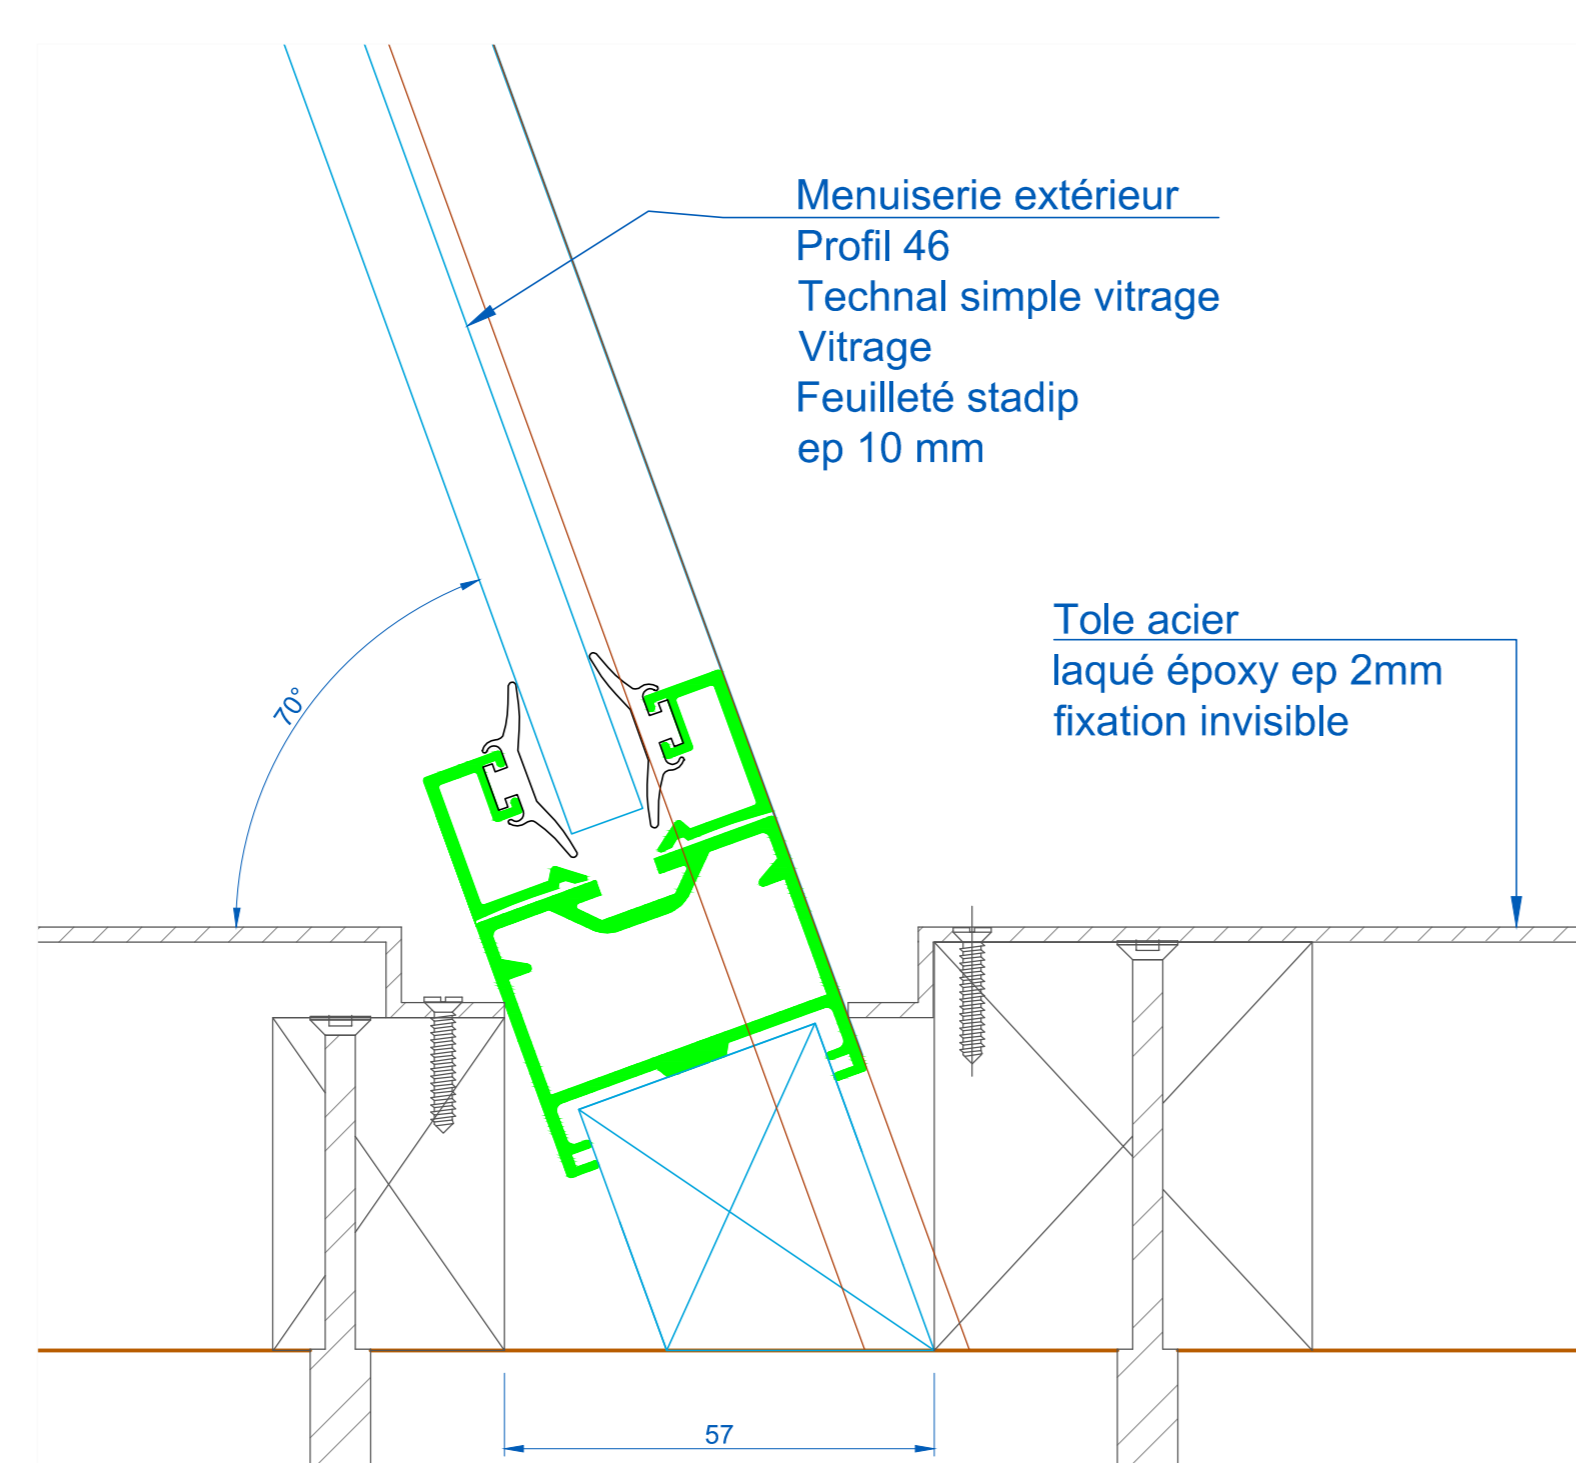 Menuiserie extérieur
Profil 46
Technal simple vitrage
Vitrage
Feuilleté stadip
ep 10 mm
Tole acier
laqué époxy ep 2mm
fixation invisible
70°
57